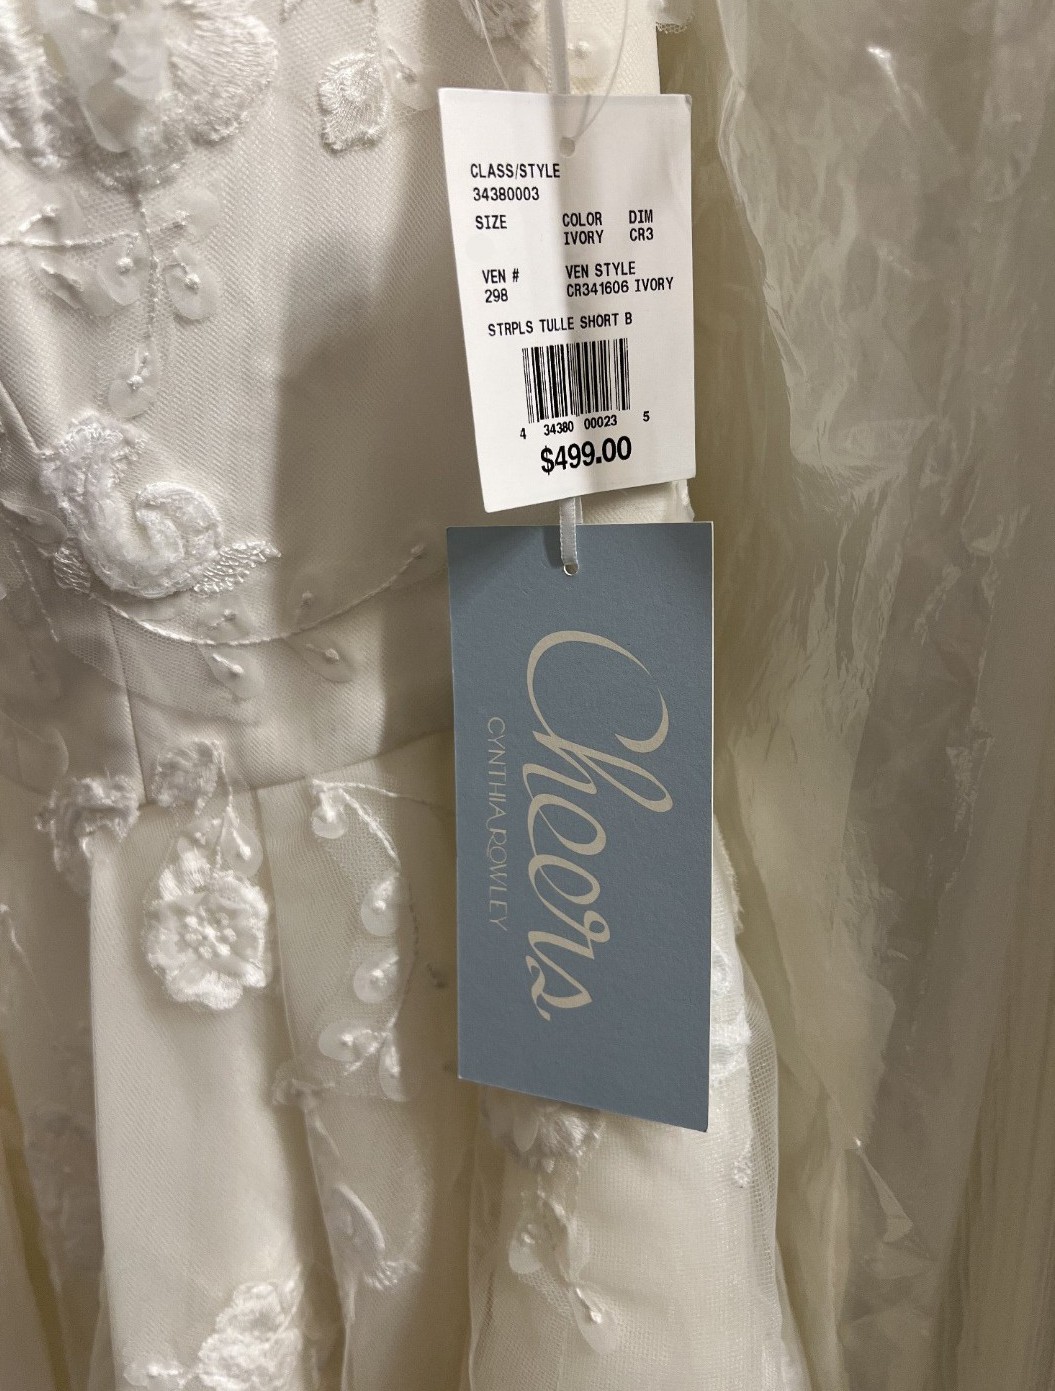 CLASS/STYLE
34380003
SIZE COLOR DIM
IVORY CR3
VEN # VEN STYLE
298 CR341606 IVORY
STRPLS TULLE SHORT B
4 34380 00023 5
$499.00
Cheers,
CYNTHIA ROWLEY